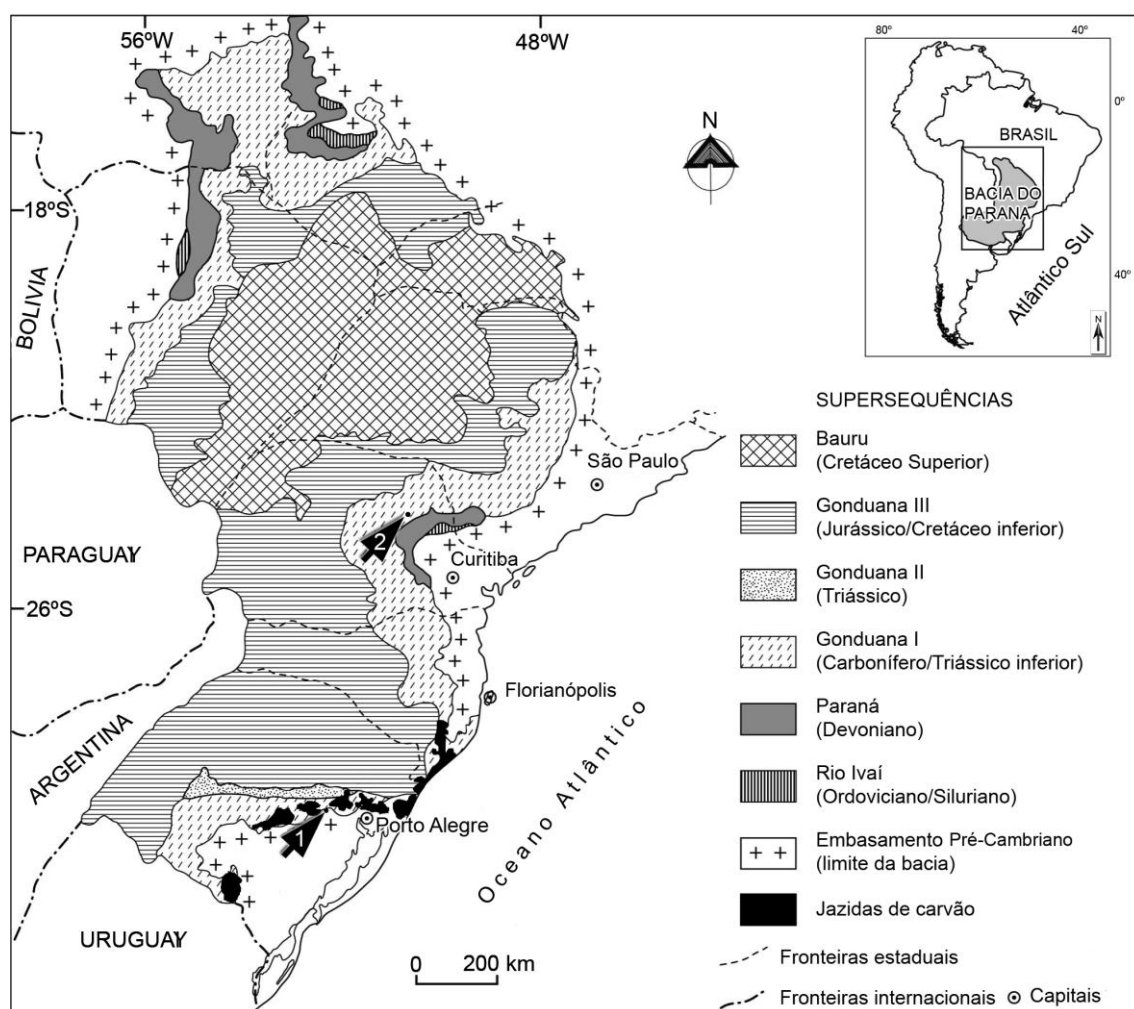 56ºW
48ºW
18ºS
26ºS
BOLIVIA
PARAGUAY
ARGENTINA
URUGUAY
N
São Paulo
2
Curitiba
Florianópolis
1
Porto Alegre
Oceano Atlântico
0 200 km
80º
40º
0º
BRASIL
BACIA DO
PARANA
Atlântico Sul
40º
N
SUPERSEQUÊNCIAS
Bauru
(Cretáceo Superior)
Gonduana III
(Jurássico/Cretáceo inferior)
Gonduana II
(Triássico)
Gonduana I
(Carbonífero/Triássico inferior)
Paraná
(Devoniano)
Rio Ivaí
(Ordoviciano/Siluriano)
Embasamento Pré-Cambriano
(limite da bacia)
Jazidas de carvão
Fronteiras estaduais
Fronteiras internacionais
Capitais